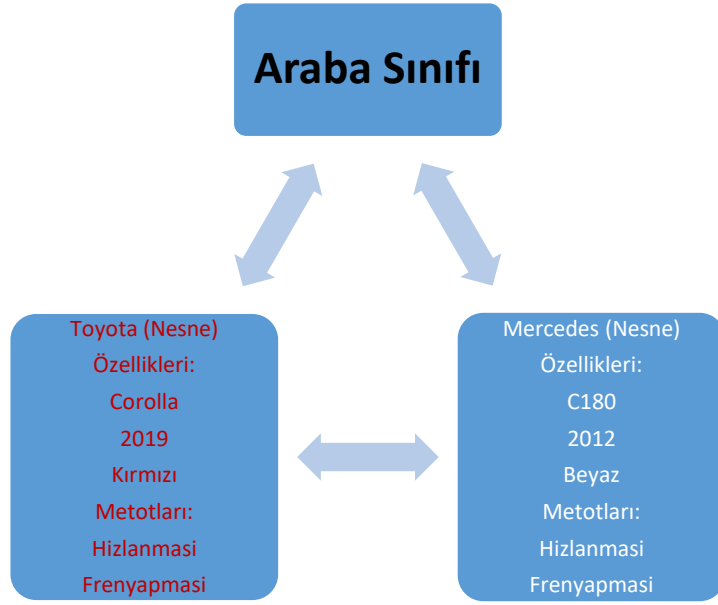 Araba Sınıfı
Toyota (Nesne)
Özellikleri:
Corolla
2019
Kırmızı
Metotları:
Hizlanmasi
Frenyapmasi
Mercedes (Nesne)
Özellikleri:
C180
2012
Beyaz
Metotları:
Hizlanmasi
Frenyapmasi